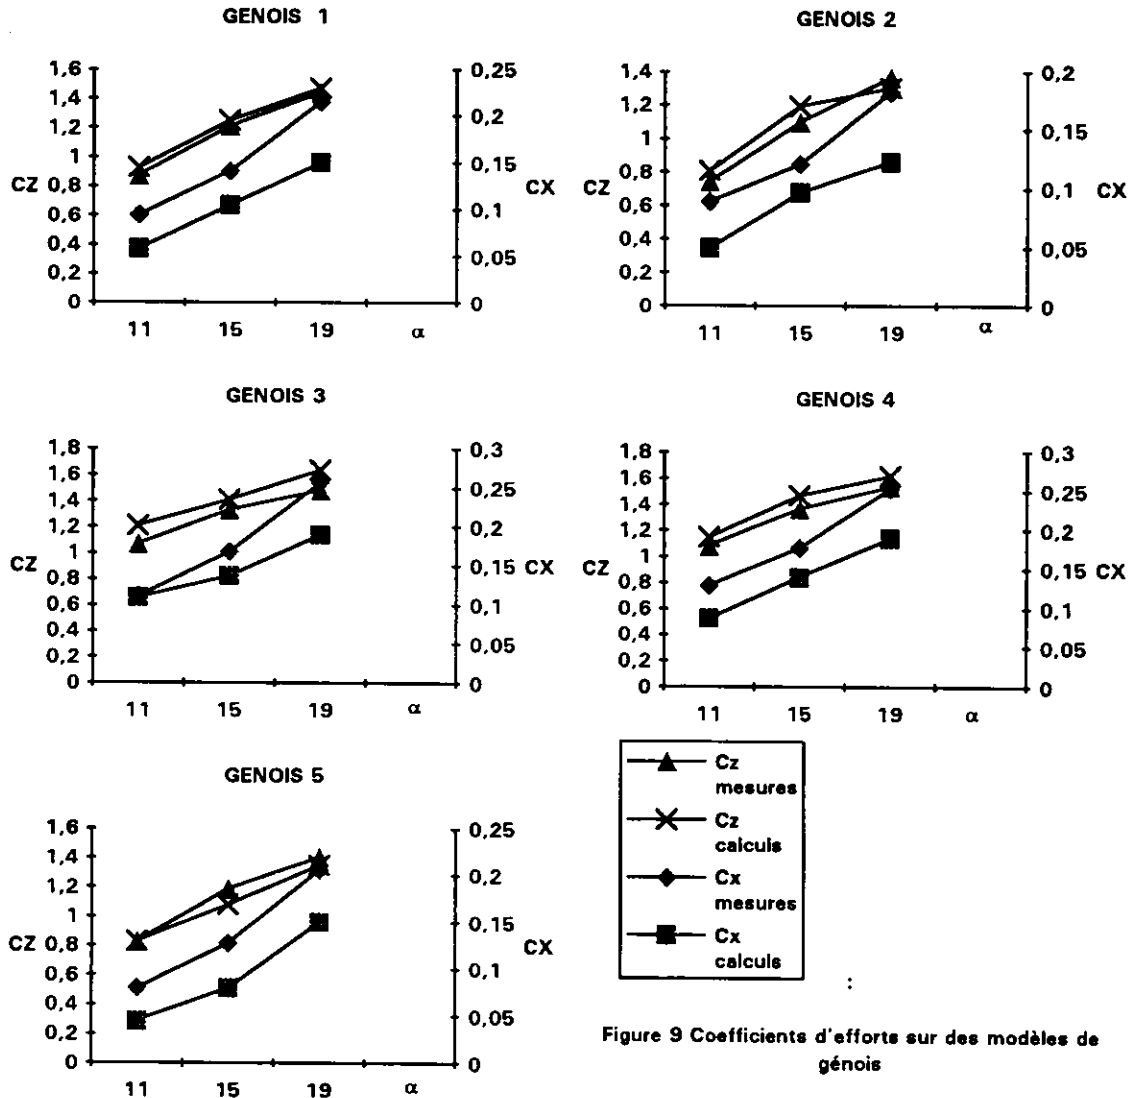 GENOIS 1
1,6
1,4
1,2
1
0,8
0,6
0,4
0,2
0
CZ
0,25
0,2
0,15
0,1
0,05
0
CX
11 15 19 α
GENOIS 2
1,4
1,2
1
0,8
0,6
0,4
0,2
0
CZ
0,2
0,15
0,1
0,05
0
CX
11 15 19 α
GENOIS 3
1,8
1,6
1,4
1,2
1
0,8
0,6
0,4
0,2
0
CZ
0,3
0,25
0,2
0,15
0,1
0,05
0
CX
11 15 19 α
GENOIS 4
1,8
1,6
1,4
1,2
1
0,8
0,6
0,4
0,2
0
CZ
0,3
0,25
0,2
0,15
0,1
0,05
0
CX
11 15 19 α
GENOIS 5
1,6
1,4
1,2
1
0,8
0,6
0,4
0,2
0
CZ
0,25
0,2
0,15
0,1
0,05
0
CX
11 15 19 α
Cz
mesures
Cz
calculs
Cx
mesures
Cx
calculs
:
Figure 9 Coefficients d'efforts sur des modèles de
génois